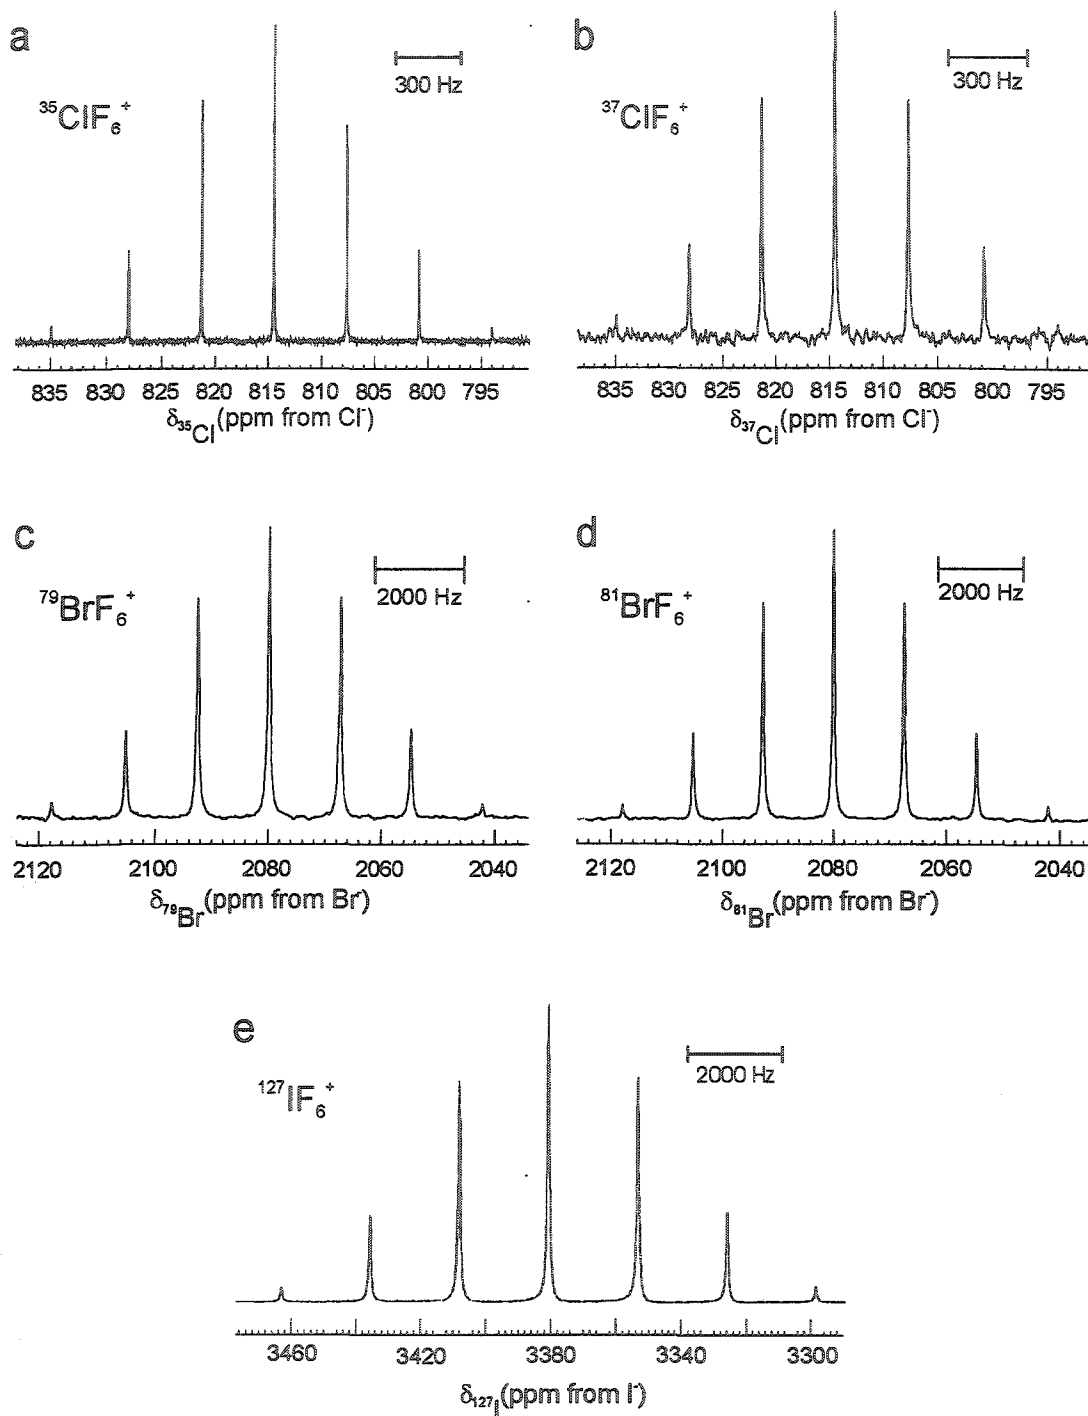 a
b
300 Hz
300 Hz
³⁵ClF₆⁺
³⁷ClF₆⁺
835 830 825 820 814 810 805 800 795
835 830 825 820 814 810 805 800 795
δ₃₅Cl(ppm from Cl⁻)
δ₃₇Cl(ppm from Cl⁻)
c
d
2000 Hz
2000 Hz
⁷⁹BrF₆⁺
⁸¹BrF₆⁺
2120 2100 2080 2060 2040
2120 2100 2080 2060 2040
δ₇₉Br(ppm from Br⁻)
δ₈₁Br(ppm from Br⁻)
e
2000 Hz
¹²⁷IF₆⁺
3460 3420 3380 3340 3300
δ₁₂₇I(ppm from I⁻)